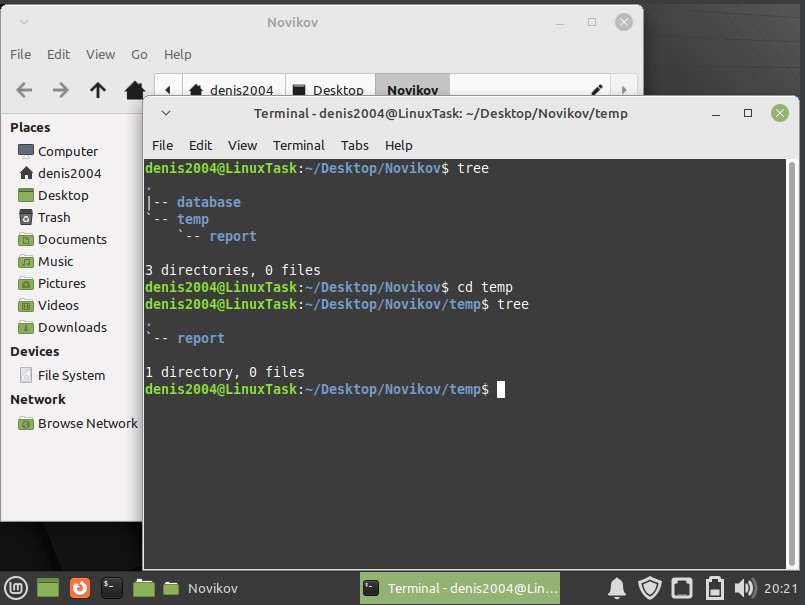 Novikov
File Edit View Go Help
denis2004 Desktop Novikov
Places
Computer
denis2004
Desktop
Trash
Documents
Music
Pictures
Videos
Downloads
Devices
File System
Network
Browse Network
Terminal - denis2004@LinuxTask: ~/Desktop/Novikov/temp
File Edit View Terminal Tabs Help
denis2004@LinuxTask:~/Desktop/Novikov$ tree
.
|-- database
`-- temp
    `-- report
3 directories, 0 files
denis2004@LinuxTask:~/Desktop/Novikov$ cd temp
denis2004@LinuxTask:~/Desktop/Novikov/temp$ tree
.
`-- report
1 directory, 0 files
denis2004@LinuxTask:~/Desktop/Novikov/temp$
Novikov Terminal - denis2004@Lin... 20:21